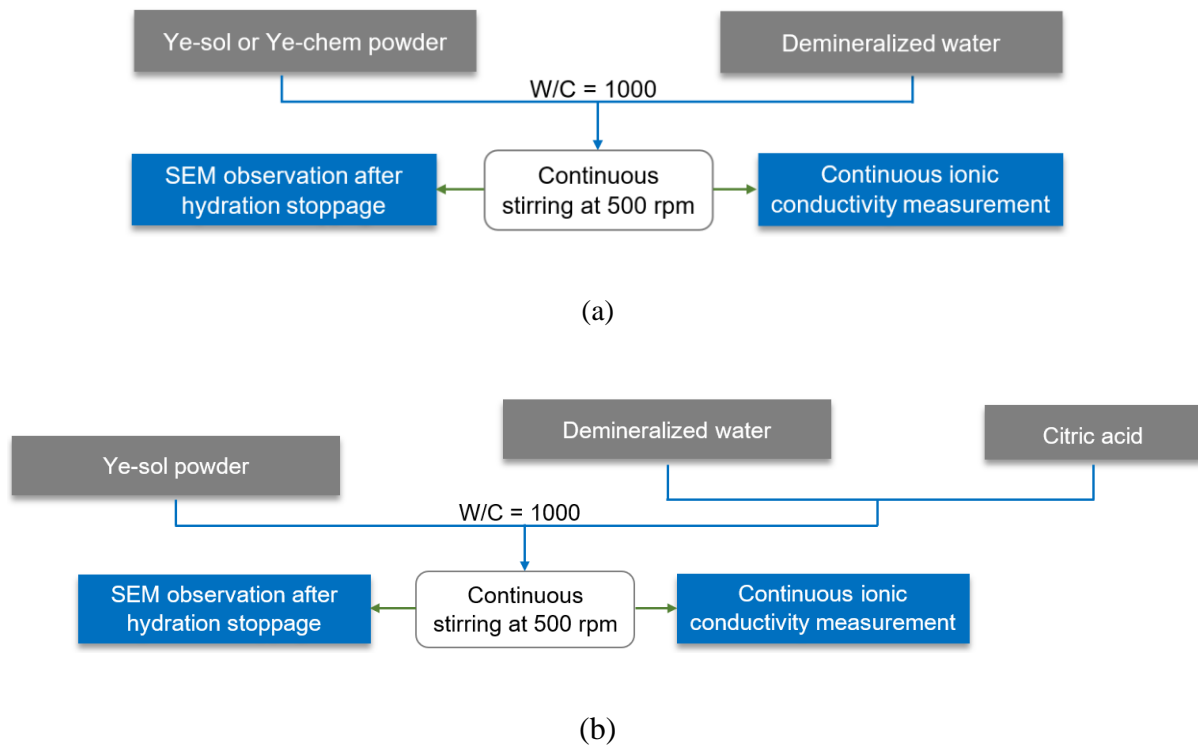 Ye-sol or Ye-chem powder
Demineralized water
W/C = 1000
SEM observation after
hydration stoppage
Continuous
stirring at 500 rpm
Continuous ionic
conductivity measurement
(a)
Demineralized water
Citric acid
Ye-sol powder
W/C = 1000
SEM observation after
hydration stoppage
Continuous
stirring at 500 rpm
Continuous ionic
conductivity measurement
(b)